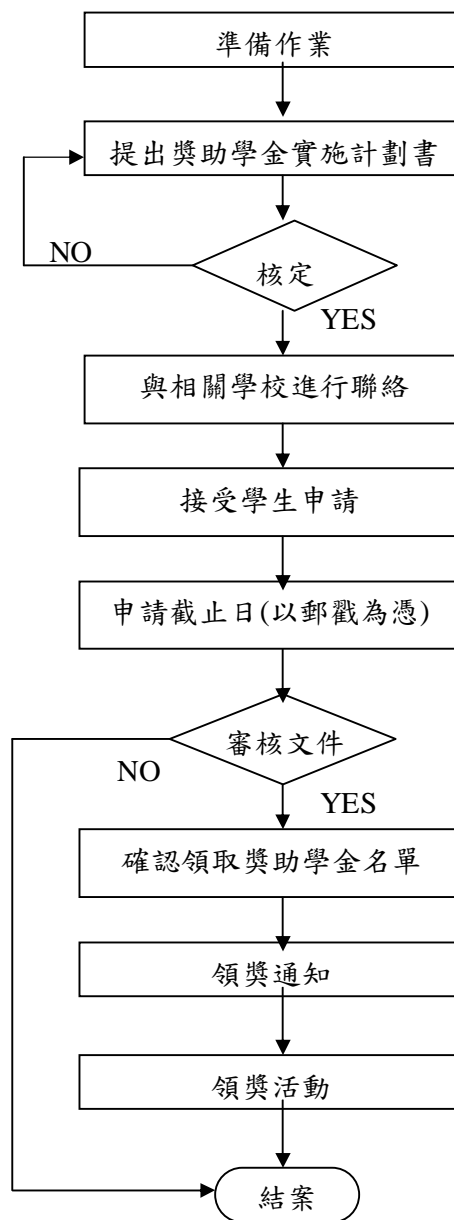 準備作業
提出獎助學金實施計劃書
NO
核定
YES
與相關學校進行聯絡
接受學生申請
申請截止日(以郵戳為憑)
審核文件
NO
YES
確認領取獎助學金名單
領獎通知
領獎活動
結案